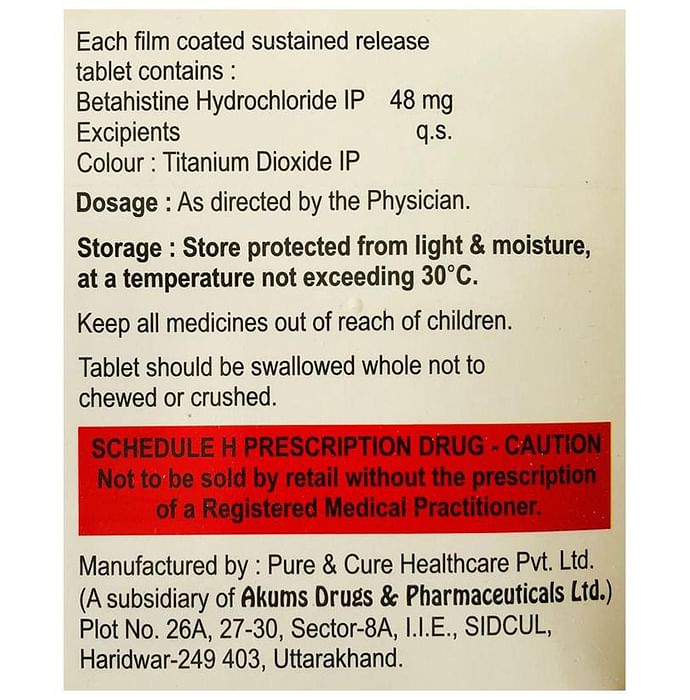 Each film coated sustained release
tablet contains :
Betahistine Hydrochloride IP 48 mg
Excipients q.s.
Colour : Titanium Dioxide IP
Dosage : As directed by the Physician.
Storage : Store protected from light & moisture,
at a temperature not exceeding 30°C.
Keep all medicines out of reach of children.
Tablet should be swallowed whole not to
chewed or crushed.
SCHEDULE H PRESCRIPTION DRUG - CAUTION
Not to be sold by retail without the prescription
of a Registered Medical Practitioner.
Manufactured by : Pure & Cure Healthcare Pvt. Ltd.
(A subsidiary of Akums Drugs & Pharmaceuticals Ltd.)
Plot No. 26A, 27-30, Sector-8A, I.I.E., SIDCUL,
Haridwar-249 403, Uttarakhand.